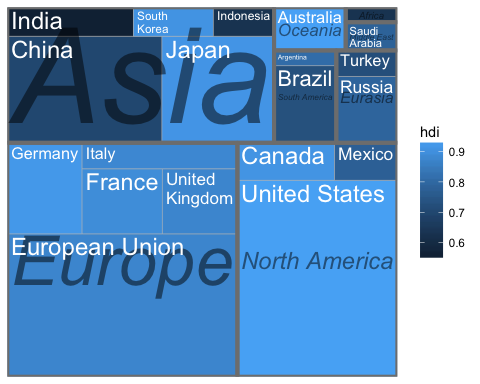 India
South
Korea
Indonesia
Australia
Oceania
Africa
Saudi
Arabia
China
Japan
Asia
Argentina
Brazil
South America
Turkey
Russia
Eurasia
Germany
Italy
France
United
Kingdom
European Union
Europe
Canada
Mexico
United States
North America
hdi
0.9
0.8
0.7
0.6